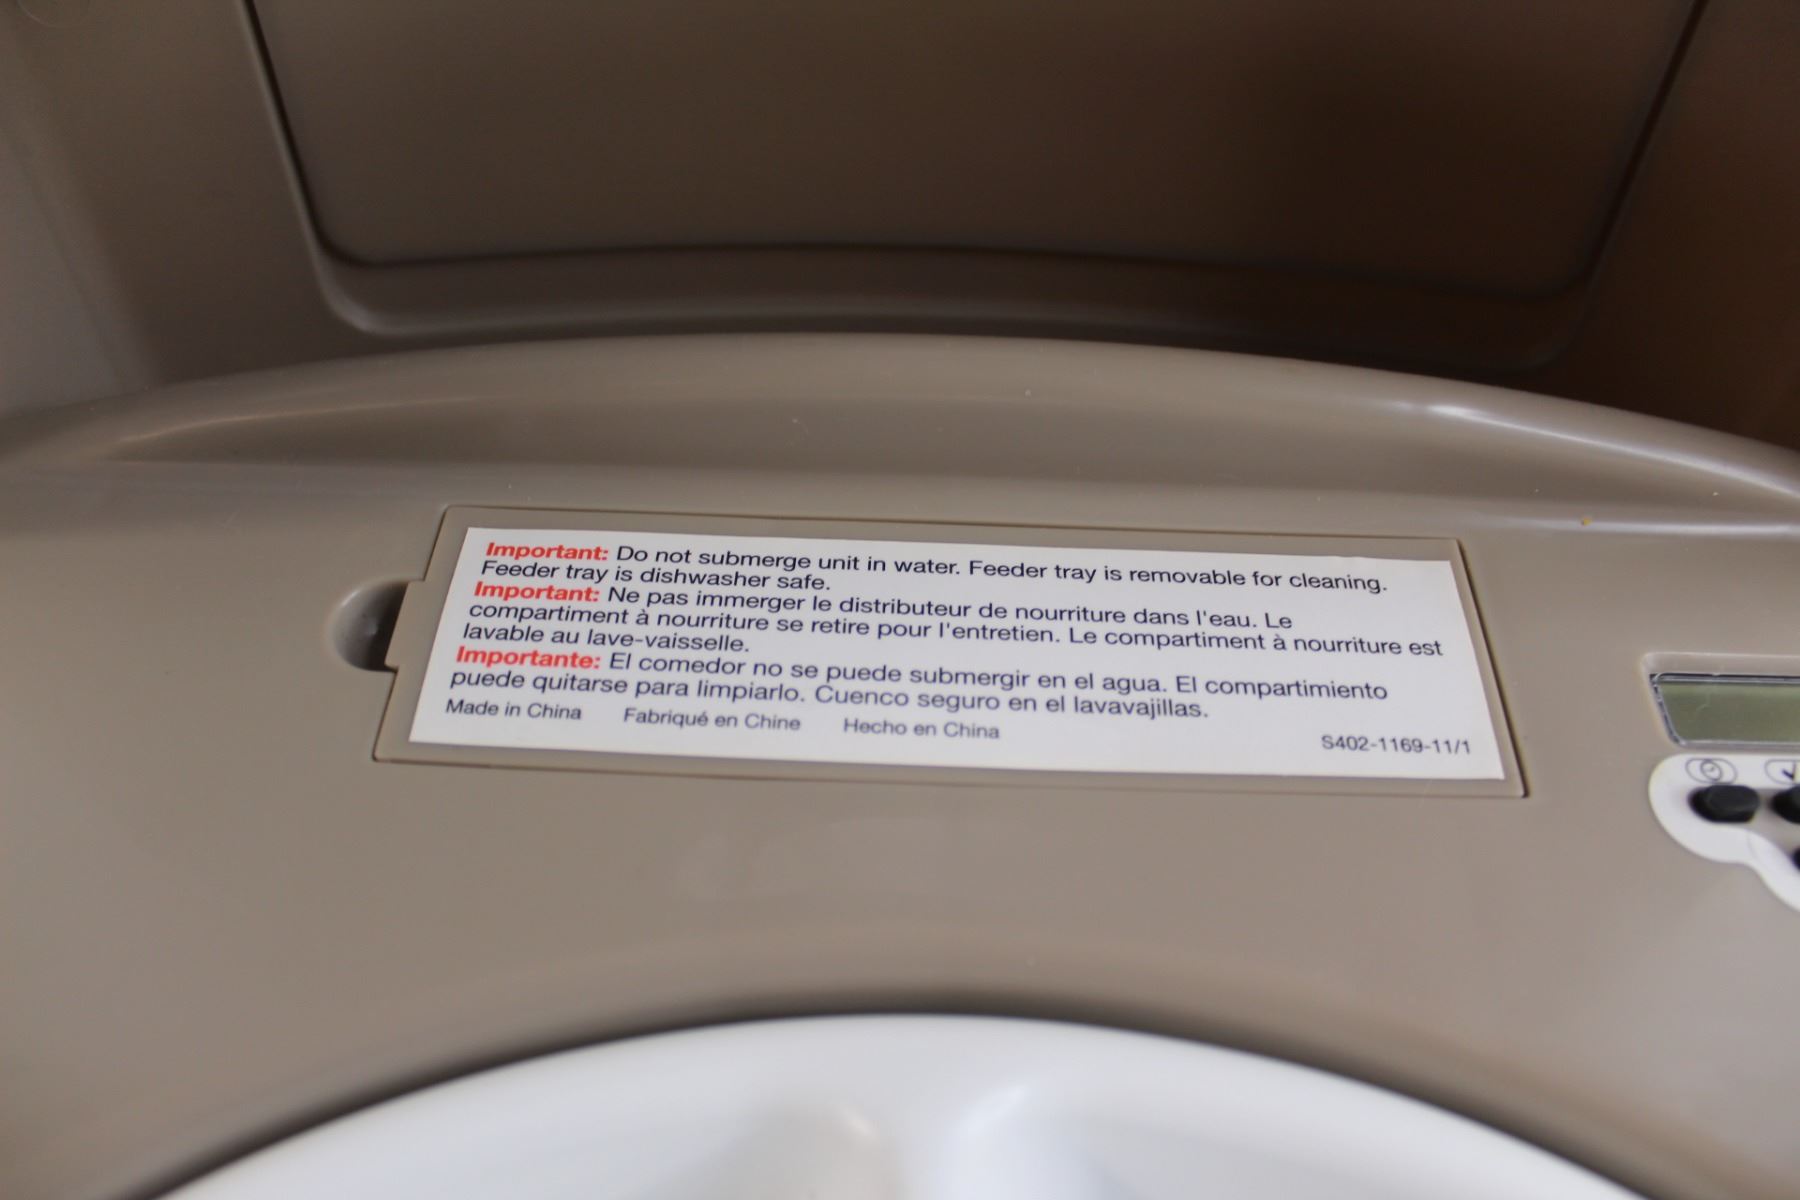 Important: Do not submerge unit in water. Feeder tray is removable for cleaning.
Feeder tray is dishwasher safe.
Important: Ne pas immerger le distributeur de nourriture dans l'eau. Le
compartiment à nourriture se retire pour l'entretien. Le compartiment à nourriture est
lavable au lave-vaisselle.
Importante: El comedor no se puede submergir en el agua. El compartimiento
puede quitarse para limpiarlo. Cuenco seguro en el lavavajillas.
Made in China Fabriqué en Chine Hecho en China
S402-1169-11/1